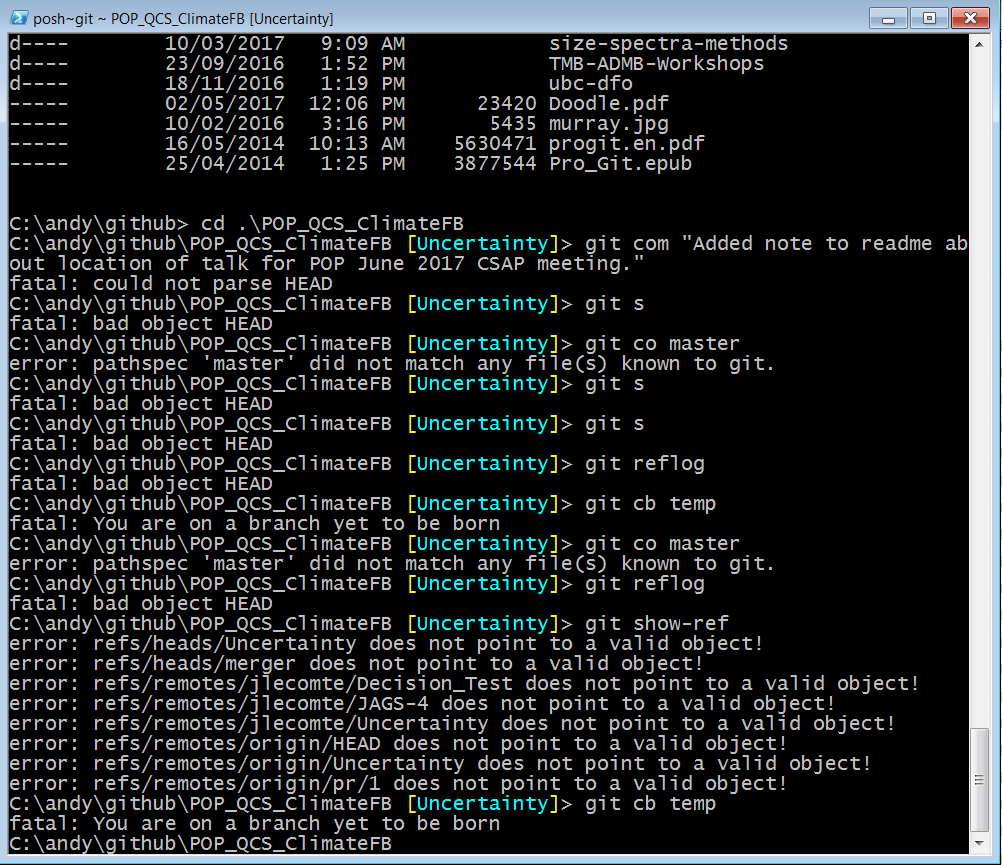 posh~git ~ POP_QCS_ClimateFB [Uncertainty]
d---- 10/03/2017 9:09 AM size-spectra-methods
d---- 23/09/2016 1:52 PM TMB-ADMB-Workshops
d---- 18/11/2016 1:19 PM ubc-dfo
----- 02/05/2017 12:06 PM 23420 Doodle.pdf
----- 10/02/2016 3:16 PM 5435 murray.jpg
----- 16/05/2014 10:13 AM 5630471 progit.en.pdf
----- 25/04/2014 1:25 PM 3877544 Pro_Git.epub
C:\andy\github> cd .\POP_QCS_ClimateFB
C:\andy\github\POP_QCS_ClimateFB [Uncertainty]> git com "Added note to readme ab
out location of talk for POP June 2017 CSAP meeting."
fatal: could not parse HEAD
C:\andy\github\POP_QCS_ClimateFB [Uncertainty]> git s
fatal: bad object HEAD
C:\andy\github\POP_QCS_ClimateFB [Uncertainty]> git co master
error: pathspec 'master' did not match any file(s) known to git.
C:\andy\github\POP_QCS_ClimateFB [Uncertainty]> git s
fatal: bad object HEAD
C:\andy\github\POP_QCS_ClimateFB [Uncertainty]> git s
fatal: bad object HEAD
C:\andy\github\POP_QCS_ClimateFB [Uncertainty]> git reflog
fatal: bad object HEAD
C:\andy\github\POP_QCS_ClimateFB [Uncertainty]> git cb temp
fatal: You are on a branch yet to be born
C:\andy\github\POP_QCS_ClimateFB [Uncertainty]> git co master
error: pathspec 'master' did not match any file(s) known to git.
C:\andy\github\POP_QCS_ClimateFB [Uncertainty]> git reflog
fatal: bad object HEAD
C:\andy\github\POP_QCS_ClimateFB [Uncertainty]> git show-ref
error: refs/heads/Uncertainty does not point to a valid object!
error: refs/heads/merger does not point to a valid object!
error: refs/remotes/jlecomte/Decision_Test does not point to a valid object!
error: refs/remotes/jlecomte/JAGS-4 does not point to a valid object!
error: refs/remotes/jlecomte/Uncertainty does not point to a valid object!
error: refs/remotes/origin/HEAD does not point to a valid object!
error: refs/remotes/origin/Uncertainty does not point to a valid object!
error: refs/remotes/origin/pr/1 does not point to a valid object!
C:\andy\github\POP_QCS_ClimateFB [Uncertainty]> git cb temp
fatal: You are on a branch yet to be born
C:\andy\github\POP_QCS_ClimateFB